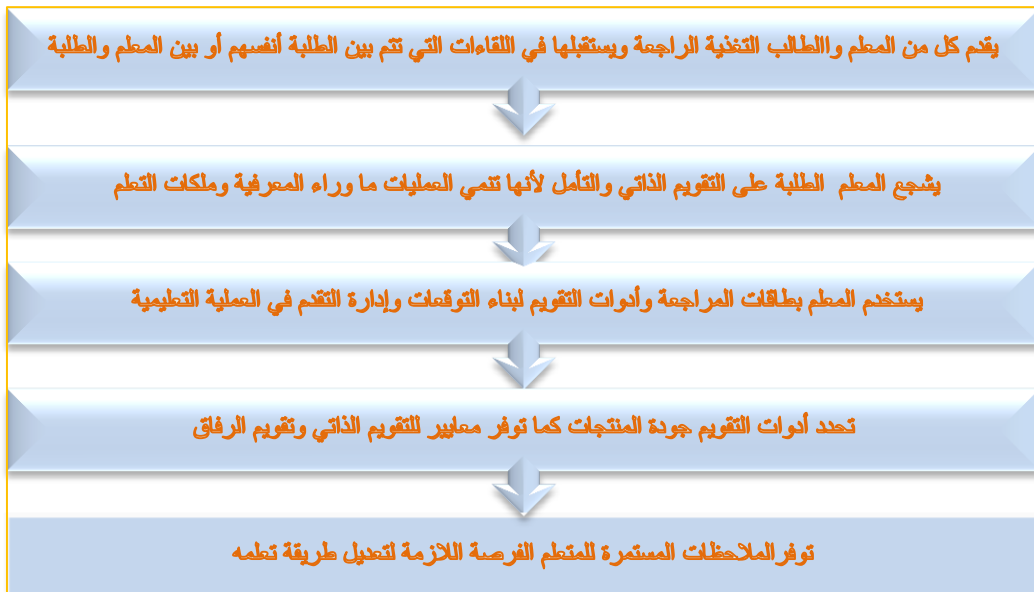 يقدم كل من المعلم واالطالب التغذية الراجعة ويستقبلها في اللقاءات التي تتم بين الطلبة أنفسهم أو بين المعلم والطلبة
يشجع المعلم الطلبة على التقويم الذاتي والتأمل لأنها تنمي العمليات ما وراء المعرفية وملكات التعلم
يستخدم المعلم بطاقات المراجعة وأدوات التقويم لبناء التوقعات وإدارة التقدم في العملية التعليمية
تحدد أدوات التقويم جودة المنتجات كما توفر معايير للتقويم الذاتي وتقويم الرفاق
توفرالملاحظات المستمرة للمتعلم الفرصة اللازمة لتعديل طريقة تعلمه